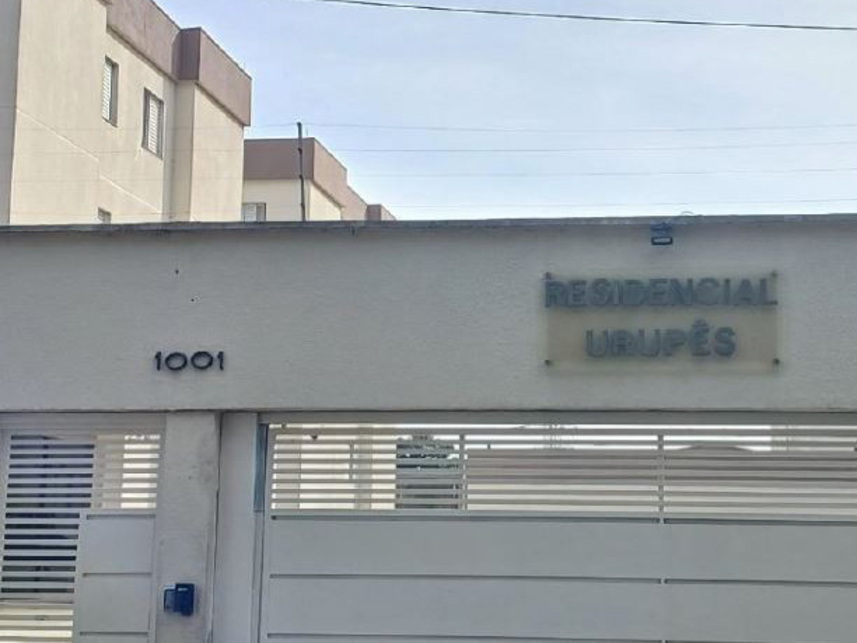 RESIDENCIAL
URUPÊS
1001